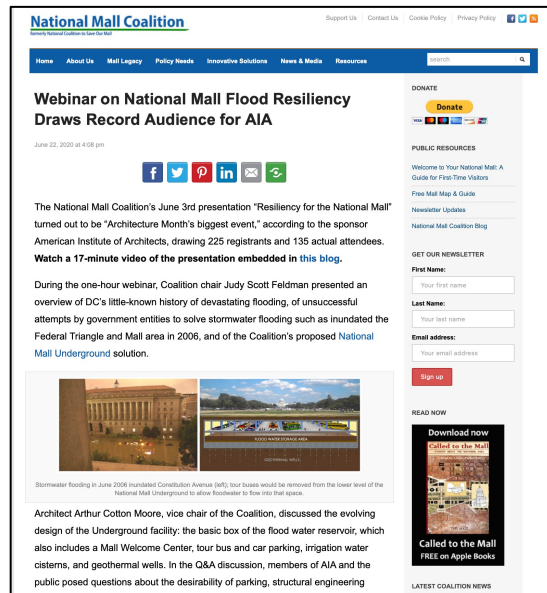 National Mall Coalition
formerly National Coalition to Save Our Mall
Support Us
Contact Us
Cookie Policy
Privacy Policy
Home
About Us
Mall Legacy
Policy Needs
Innovative Solutions
News & Media
Resources
search
Webinar on National Mall Flood Resiliency
Draws Record Audience for AIA
June 22, 2020 at 4:08 pm
The National Mall Coalition's June 3rd presentation “Resiliency for the National Mall”
turned out to be “Architecture Month's biggest event,” according to the sponsor
American Institute of Architects, drawing 225 registrants and 135 actual attendees.
Watch a 17-minute video of the presentation embedded in this blog.
During the one-hour webinar, Coalition chair Judy Scott Feldman presented an
overview of DC's little-known history of devastating flooding, of unsuccessful
attempts by government entities to solve stormwater flooding such as inundated the
Federal Triangle and Mall area in 2006, and of the Coalition's proposed National
Mall Underground solution.
FLOOD WATER STORAGE AREA
GEOTHERMAL WELLS
Stormwater flooding in June 2006 inundated Constitution Avenue (left); tour buses would be removed from the lower level of the
National Mall Underground to allow floodwater to flow into that space.
Architect Arthur Cotton Moore, vice chair of the Coalition, discussed the evolving
design of the Underground facility: the basic box of the flood water reservoir, which
also includes a Mall Welcome Center, tour bus and car parking, irrigation water
cisterns, and geothermal wells. In the Q&A discussion, members of AIA and the
public posed questions about the desirability of parking, structural engineering
DONATE
Donate
VISA
PUBLIC RESOURCES
Welcome to Your National Mall: A
Guide for First-Time Visitors
Free Mall Map & Guide
Newsletter Updates
National Mall Coalition Blog
GET OUR NEWSLETTER
First Name:
Your first name
Last Name:
Your last name
Email address:
Your email address
Sign up
READ NOW
Download now
Called to the Mall
Called to the Mall
FREE on Apple Books
LATEST COALITION NEWS